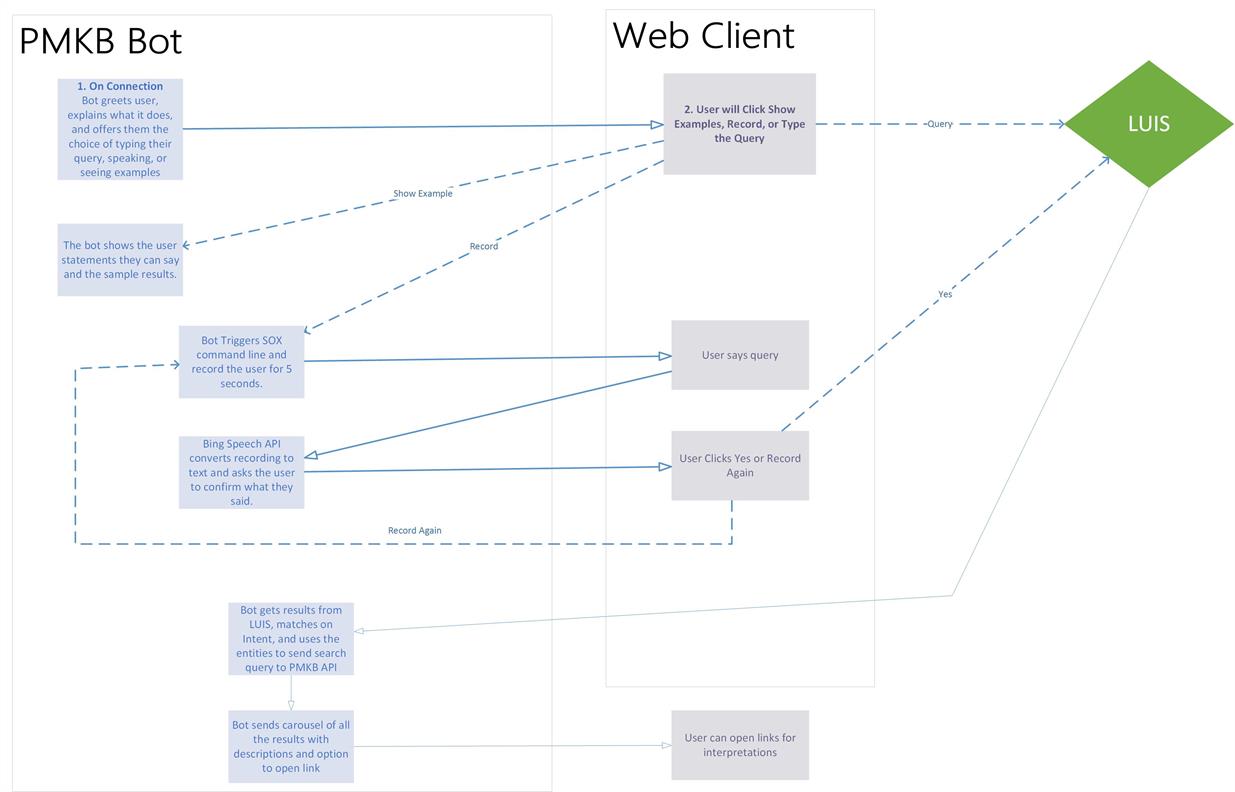 PMKB Bot
Web Client
1. On Connection
Bot greets user,
explains what it does,
and offers them the
choice of typing their
query, speaking, or
seeing examples
2. User will Click Show
Examples, Record, or Type
the Query
Query
LUIS
Show Example
The bot shows the user
statements they can say
and the sample results.
Record
Yes
Bot Triggers SOX
command line and
record the user for 5
seconds.
User says query
Bing Speech API
converts recording to
text and asks the user
to confirm what they
said.
User Clicks Yes or Record
Again
Record Again
Bot gets results from
LUIS, matches on
Intent, and uses the
entities to send search
query to PMKB API
Bot sends carousel of all
the results with
descriptions and option
to open link
User can open links for
interpretations